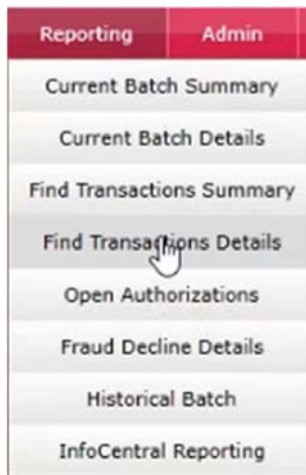 Reporting Admin
Current Batch Summary
Current Batch Details
Find Transactions Summary
Find Transactions Details
Open Authorizations
Fraud Decline Details
Historical Batch
InfoCentral Reporting